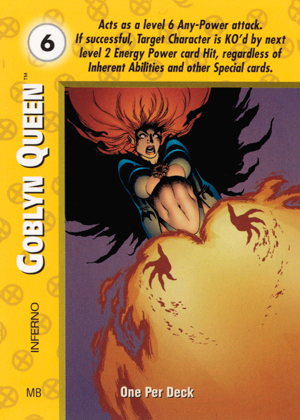 6
Acts as a level 6 Any-Power attack.
If successful, Target Character is KO'd by next
level 2 Energy Power card Hit, regardless of
Inherent Abilities and other Special cards.
GOBLYN QUEEN™
INFERNO
MB
One Per Deck